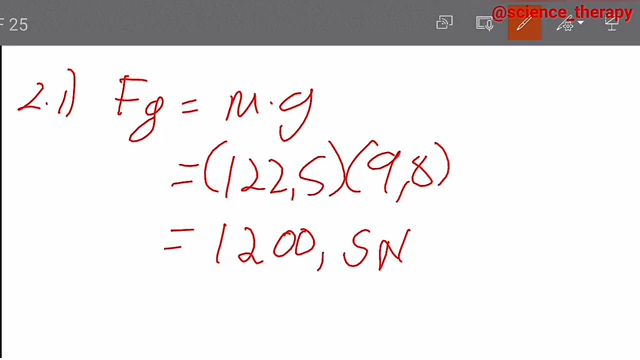 @science_therapy
F 25
2.1) Fg = m.g
= (122,5)(9,8)
= 1200,5N